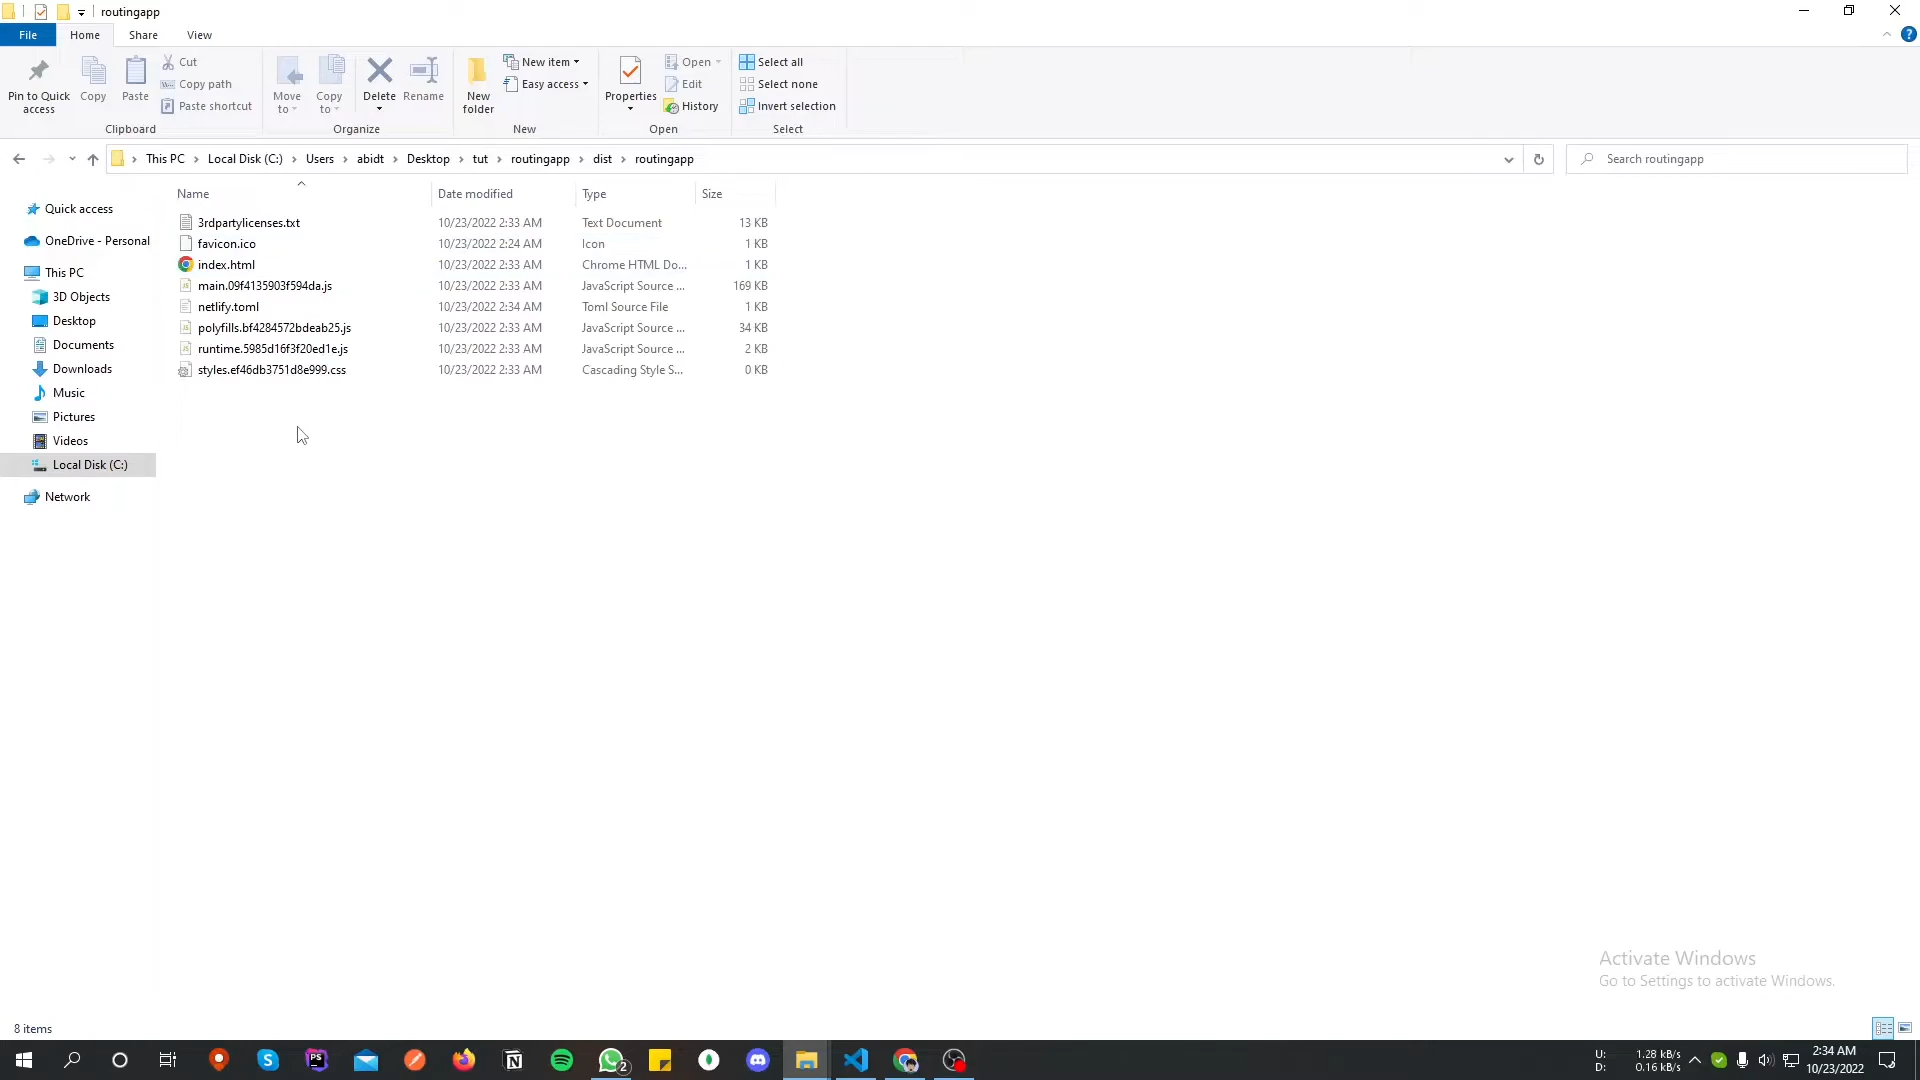 routingapp
File Home Share View
Pin to Quick access
Copy
Paste
Cut
Copy path
Paste shortcut
Clipboard
Move to
Copy to
Delete
Rename
Organize
New folder
New item
Easy access
New
Properties
Open
Edit
History
Open
Select all
Select none
Invert selection
Select
This PC › Local Disk (C:) › Users › abidt › Desktop › tut › routingapp › dist › routingapp
Search routingapp
Quick access
OneDrive - Personal
This PC
3D Objects
Desktop
Documents
Downloads
Music
Pictures
Videos
Local Disk (C:)
Network
Name Date modified Type Size
3rdpartylicenses.txt 10/23/2022 2:33 AM Text Document 13 KB
favicon.ico 10/23/2022 2:24 AM Icon 1 KB
index.html 10/23/2022 2:33 AM Chrome HTML Do... 1 KB
main.09f4135903f594da.js 10/23/2022 2:33 AM JavaScript Source ... 169 KB
netlify.toml 10/23/2022 2:34 AM Toml Source File 1 KB
polyfills.bf4284572bdeab25.js 10/23/2022 2:33 AM JavaScript Source ... 34 KB
runtime.5985d16f3f20ed1e.js 10/23/2022 2:33 AM JavaScript Source ... 2 KB
styles.ef46db3751d8e999.css 10/23/2022 2:33 AM Cascading Style S... 0 KB
Activate Windows
Go to Settings to activate Windows.
8 items
PS
2
U: 1.28 kB/s
D: 0.16 kB/s
2:34 AM
10/23/2022